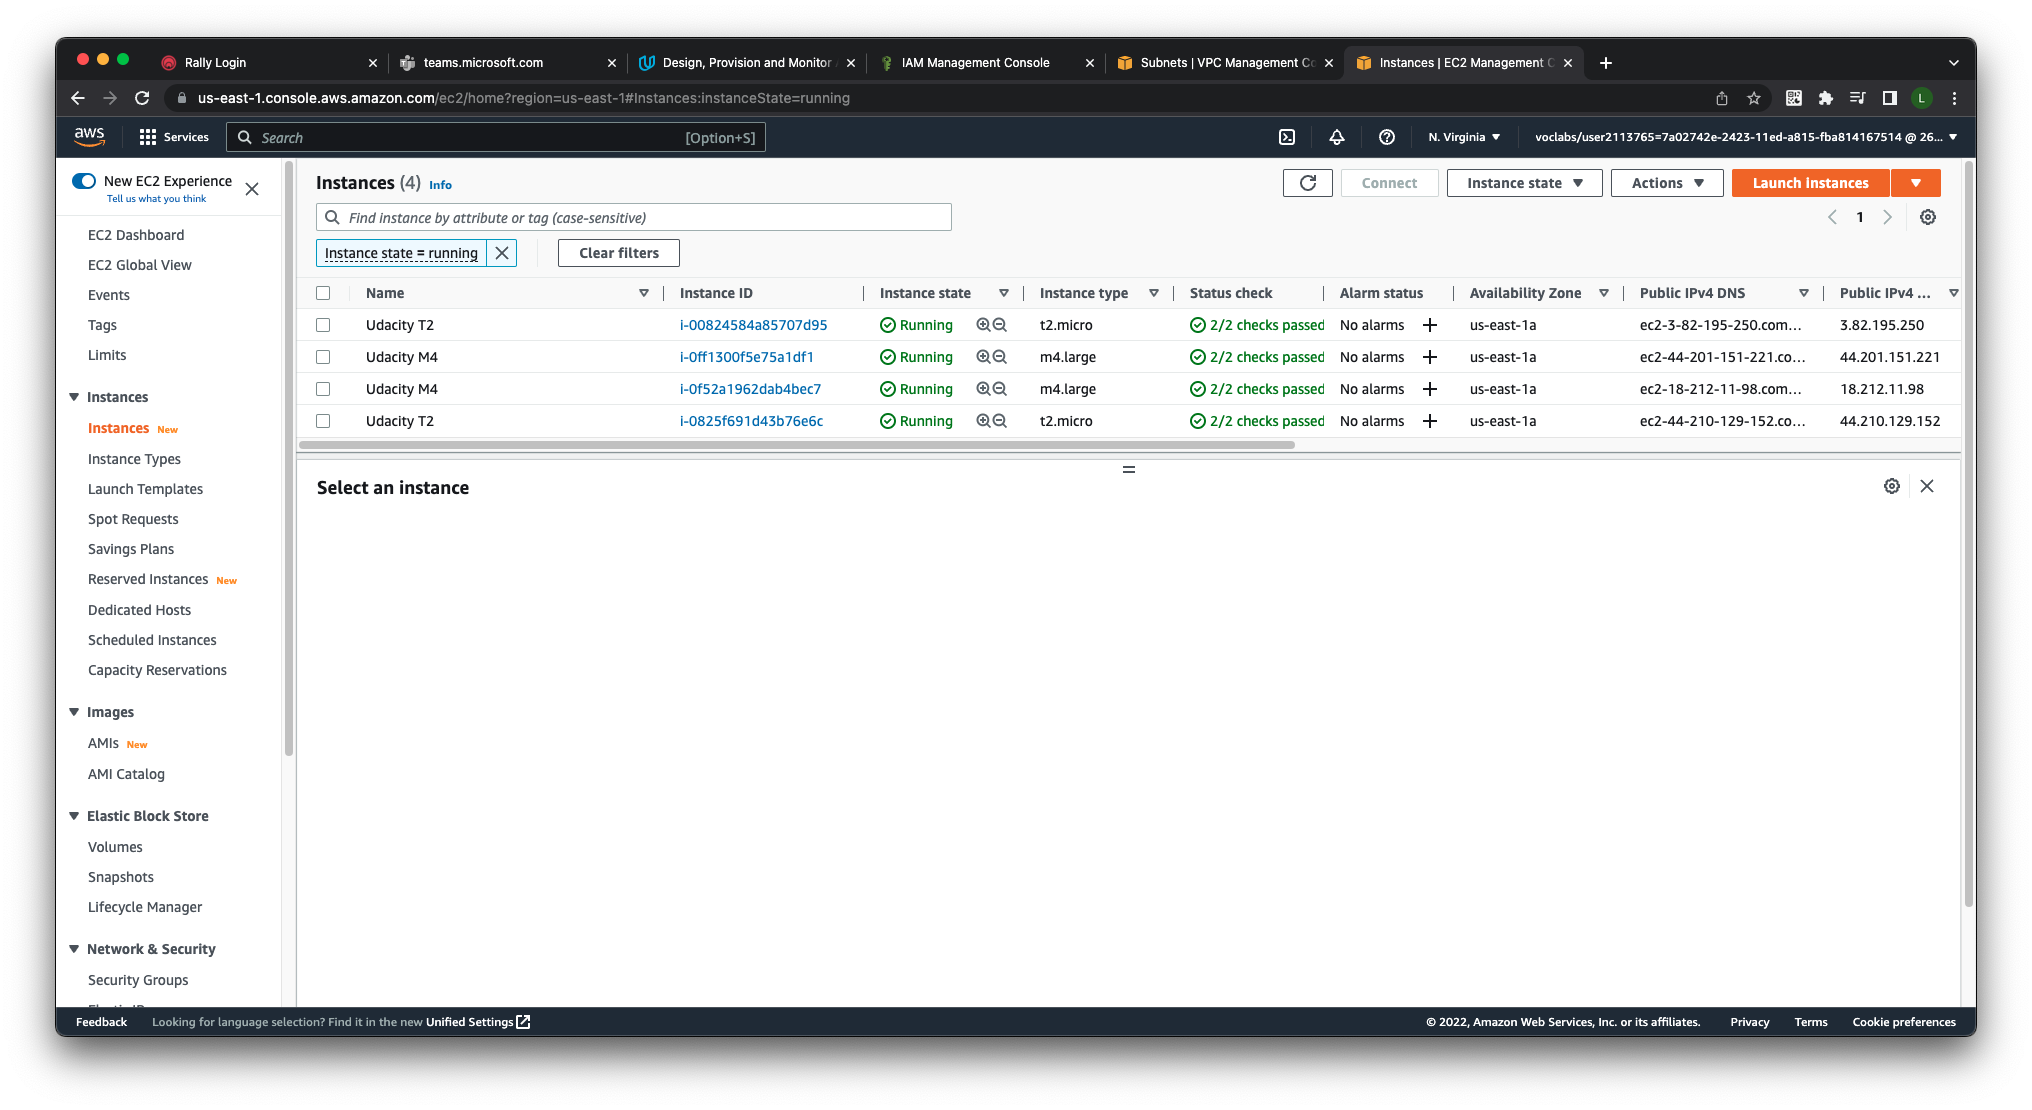 Rally Login
teams.microsoft.com
Design, Provision and Monitor
IAM Management Console
Subnets | VPC Management Co
Instances | EC2 Management C
us-east-1.console.aws.amazon.com/ec2/home?region=us-east-1#Instances:instanceState=running
L
aws
Services
Search
[Option+S]
N. Virginia
voclabs/user2113765=7a02742e-2423-11ed-a815-fba814167514 @ 26...
New EC2 Experience
Tell us what you think
EC2 Dashboard
EC2 Global View
Events
Tags
Limits
Instances
Instances New
Instance Types
Launch Templates
Spot Requests
Savings Plans
Reserved Instances New
Dedicated Hosts
Scheduled Instances
Capacity Reservations
Images
AMIs New
AMI Catalog
Elastic Block Store
Volumes
Snapshots
Lifecycle Manager
Network & Security
Security Groups
Instances (4) Info
Connect
Instance state
Actions
Launch Instances
Find instance by attribute or tag (case-sensitive)
1
Instance state = running
Clear filters
Name Instance ID Instance state Instance type Status check Alarm status Availability Zone Public IPv4 DNS Public IPv4 ...
Udacity T2 i-00824584a85707d95 Running t2.micro 2/2 checks passed No alarms us-east-1a ec2-3-82-195-250.com... 3.82.195.250
Udacity M4 i-0ff1300f5e75a1df1 Running m4.large 2/2 checks passed No alarms us-east-1a ec2-44-201-151-221.co... 44.201.151.221
Udacity M4 i-0f52a1962dab4bec7 Running m4.large 2/2 checks passed No alarms us-east-1a ec2-18-212-11-98.com... 18.212.11.98
Udacity T2 i-0825f691d43b76e6c Running t2.micro 2/2 checks passed No alarms us-east-1a ec2-44-210-129-152.co... 44.210.129.152
Select an instance
Feedback
Looking for language selection? Find it in the new Unified Settings
© 2022, Amazon Web Services, Inc. or its affiliates.
Privacy
Terms
Cookie preferences